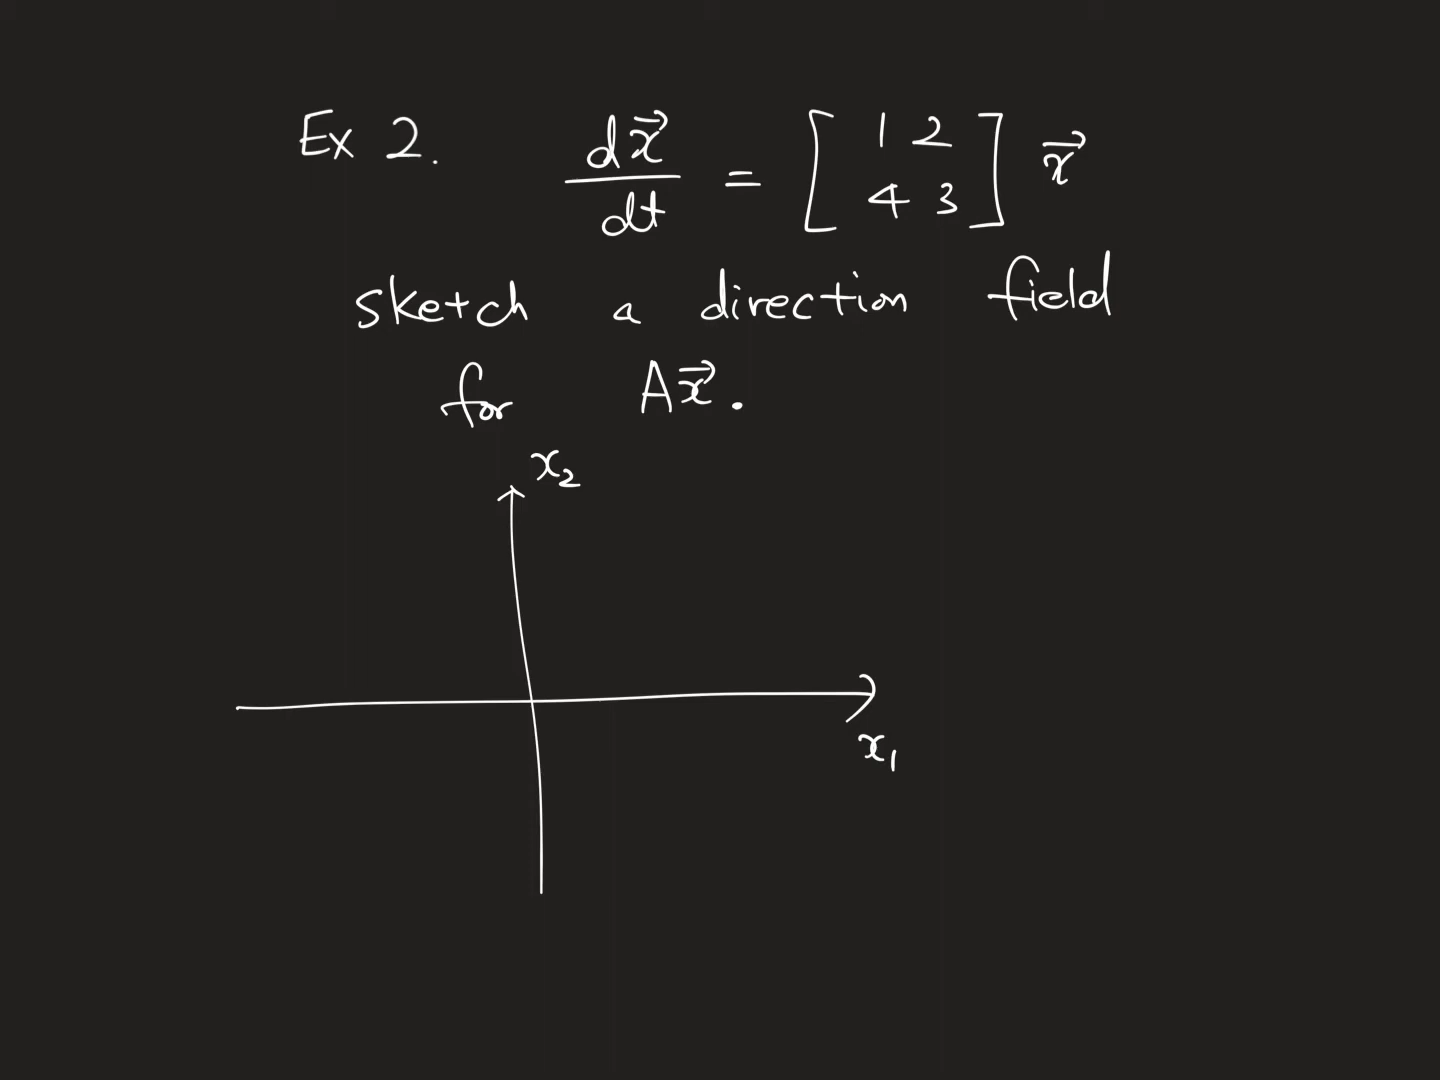 Ex 2. dx⃗/dt = [1 2; 4 3] x⃗
sketch a direction field
for Ax⃗.
x₂
x₁